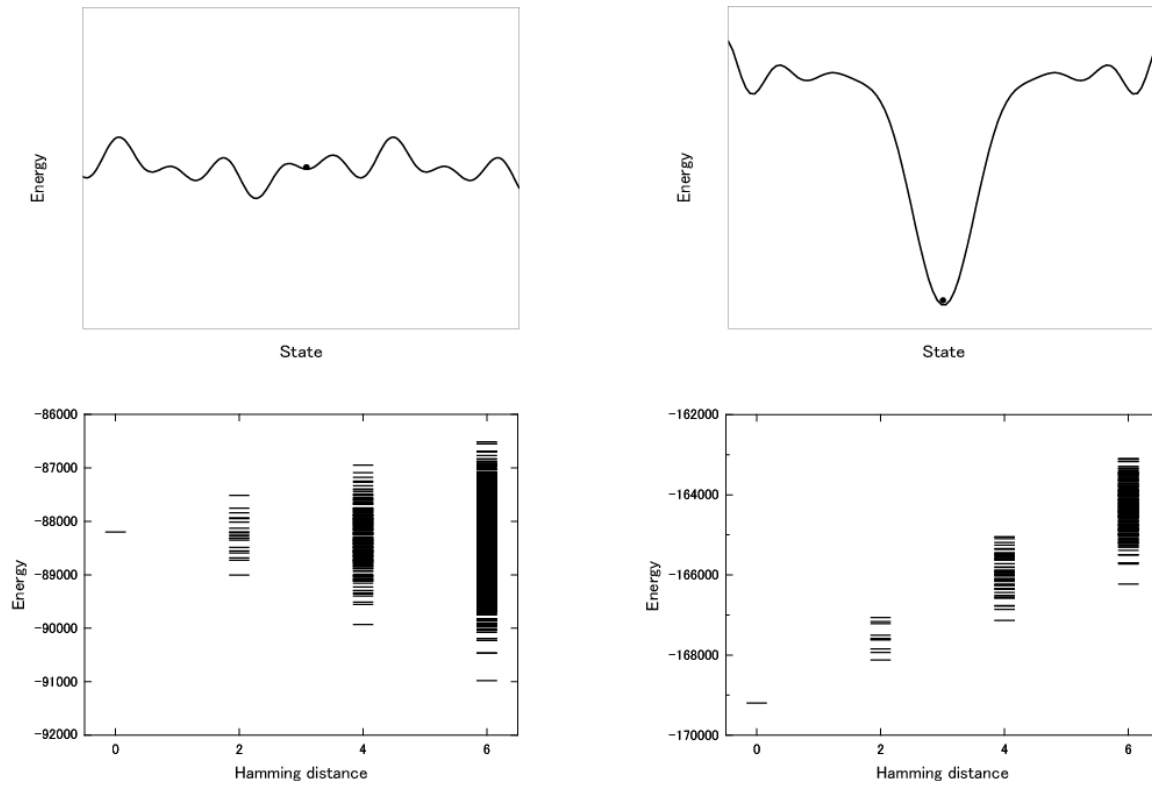 Energy
State
Energy
State
-86000
-87000
-88000
-89000
-90000
-91000
-92000
Energy
0 2 4 6
Hamming distance
-162000
-164000
-166000
-168000
-170000
Energy
0 2 4 6
Hamming distance